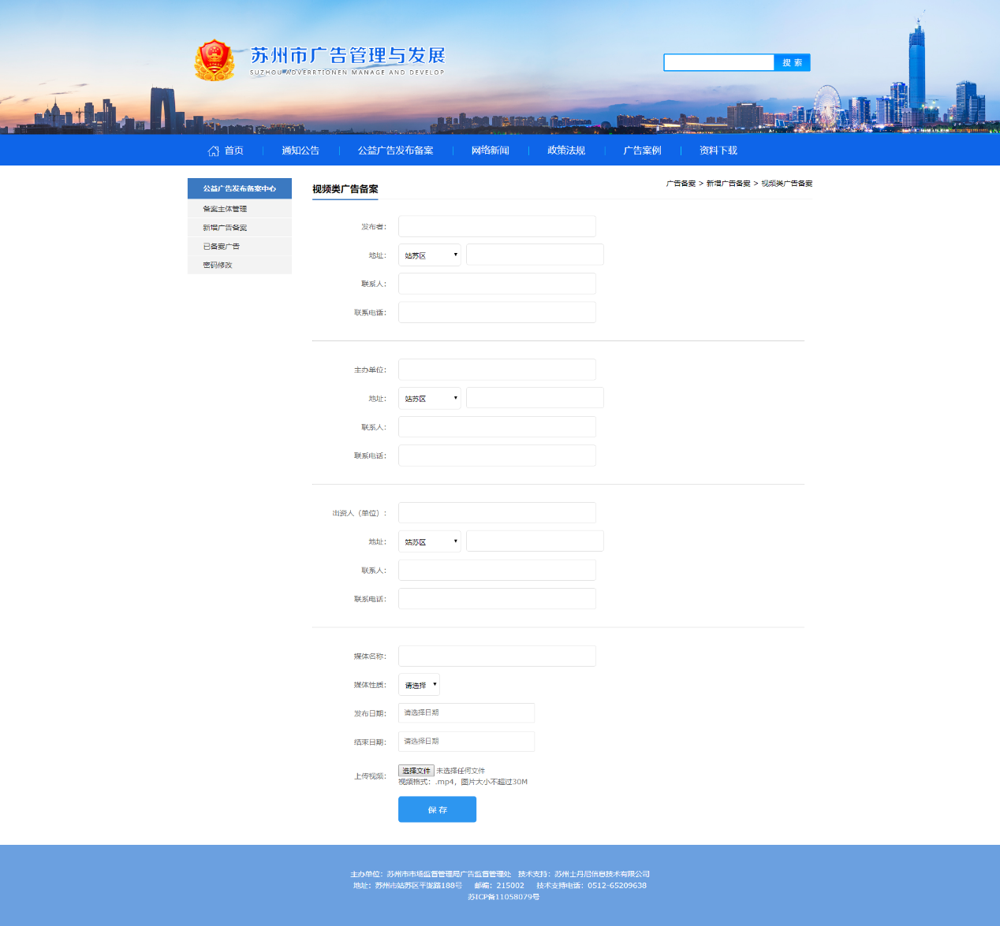 苏州市广告管理与发展
SUZHOU ADVERRTIONEN MANAGE AND DEVELOP
搜 索
首页 通知公告 公益广告发布备案 网络新闻 政策法规 广告案例 资料下载
公益广告发布备案中心
备案主体管理
新增广告备案
已备案广告
密码修改
视频类广告备案
广告备案 > 新增广告备案 > 视频类广告备案
发布者：
地址： 姑苏区
联系人：
联系电话：
主办单位：
地址： 姑苏区
联系人：
联系电话：
出资人（单位）：
地址： 姑苏区
联系人：
联系电话：
媒体名称：
媒体性质： 请选择
发布日期： 请选择日期
结束日期： 请选择日期
上传视频： 选择文件 未选择任何文件
视频格式：.mp4，图片大小不超过30M
保 存
主办单位：苏州市市场监督管理局广告监督管理处 技术支持：苏州土丹尼信息技术有限公司
地址：苏州市姑苏区平泷路188号 邮编：215002 技术支持电话：0512-65209638
苏ICP备11058079号